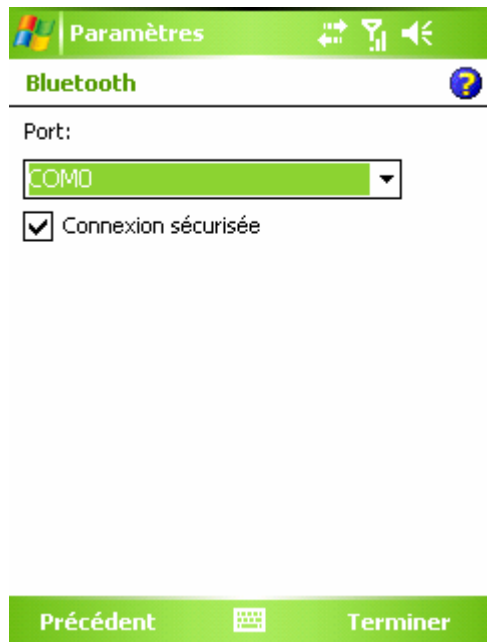 Paramètres
Bluetooth
Port:
COM0
Connexion sécurisée
Précédent Terminer